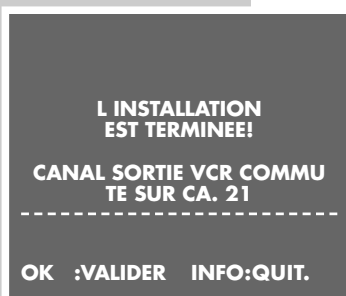 L INSTALLATION
EST TERMINEE!
CANAL SORTIE VCR COMMU
TE SUR CA. 21
OK :VALIDER INFO:QUIT.